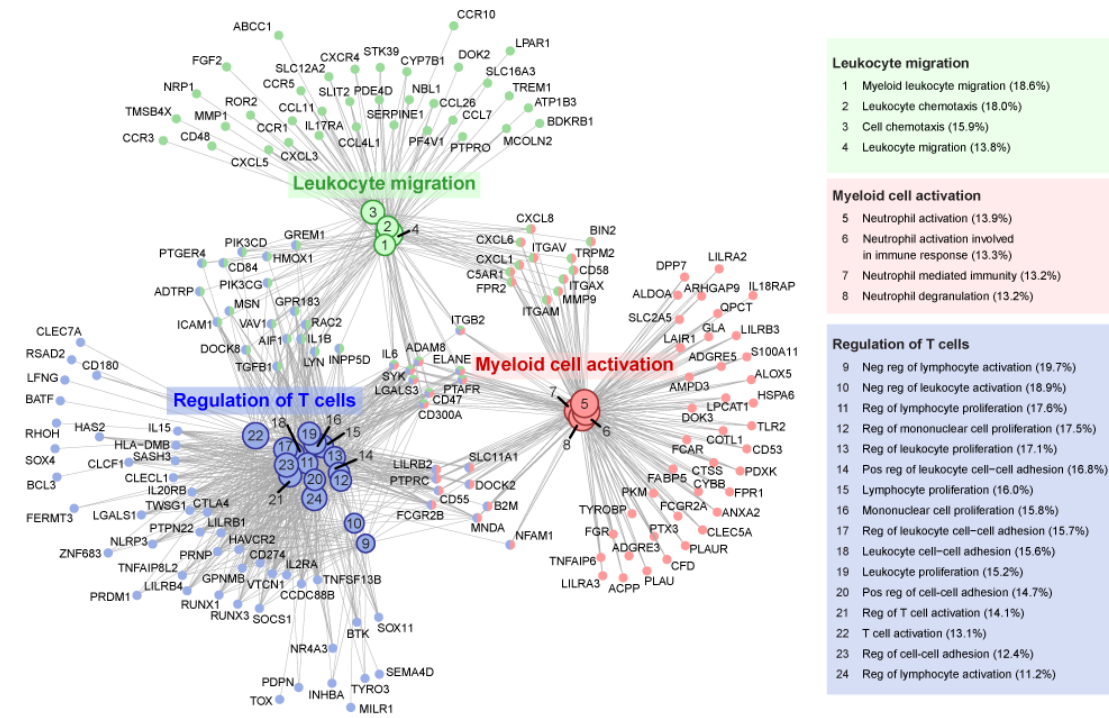 CCR10
ABCC1
LPAR1
STK39
CXCR4
DOK2
CYP7B1
FGF2
SLC12A2
SLC16A3
CCR5
NRP1
SLIT2
PDE4D
NBL1
TREM1
ROR2
CCL26
ATP1B3
TMSB4X
MMP1
CCL11
SERPINE1
CCL7
BDKRB1
CCR1
IL17RA
CCR3
CD48
CCL4L1
PF4V1
MCOLN2
CXCL5
CXCL3
PTPRO
Leukocyte migration
3
2
4
1
GREM1
PTGER4
PIK3CD
HMOX1
CD84
ADTRP
PIK3CG
MSN
GPR183
ICAM1
VAV1
RAC2
AIF1
IL1B
DOCK8
LYN
INPP5D
TGFB1
CXCL8
BIN2
CXCL6
ITGAV
TRPM2
CXCL1
CD58
C5AR1
ITGAX
FPR2
MMP9
ITGAM
ITGB2
ADAM8
IL6
ELANE
SYK
LGALS3
PTAFR
CD47
CD300A
Myeloid cell activation
7
5
8
6
LILRA2
DPP7
IL18RAP
ALDOA
ARHGAP9
QPCT
SLC2A5
GLA
LILRB3
LAIR1
S100A11
ADGRE5
ALOX5
AMPD3
HSPA6
LPCAT1
DOK3
TLR2
COTL1
FCAR
CD53
CTSS
PDXK
FABP5
CYBB
FPR1
PKM
FCGR2A
ANXA2
TYROBP
PTX3
CLEC5A
FGR
PLAUR
ADGRE3
TNFAIP6
CFD
LILRA3
PLAU
ACPP
CLEC7A
RSAD2
CD180
LFNG
BATF
Regulation of T cells
16
18
15
22
19
17
13
14
11
23
20
12
21
24
10
9
IL15
RHOH
HAS2
HLA-DMB
SOX4
SASH3
CLCF1
BCL3
CLECL1
IL20RB
FERMT3
TWSG1
CTLA4
LGALS1
LILRB1
PTPN22
NLRP3
HAVCR2
ZNF683
PRNP
CD274
TNFAIP8L2
IL2RA
GPNMB
VTCN1
TNFSF13B
LILRB4
CCDC88B
PRDM1
RUNX1
RUNX3
SOCS1
SOX11
BTK
NR4A3
SEMA4D
PDPN
TYRO3
INHBA
TOX
MILR1
LILRB2
SLC11A1
PTPRC
DOCK2
CD55
B2M
FCGR2B
MNDA
NFAM1
Leukocyte migration
1 Myeloid leukocyte migration (18.6%)
2 Leukocyte chemotaxis (18.0%)
3 Cell chemotaxis (15.9%)
4 Leukocyte migration (13.8%)
Myeloid cell activation
5 Neutrophil activation (13.9%)
6 Neutrophil activation involved
in immune response (13.3%)
7 Neutrophil mediated immunity (13.2%)
8 Neutrophil degranulation (13.2%)
Regulation of T cells
9 Neg reg of lymphocyte activation (19.7%)
10 Neg reg of leukocyte activation (18.9%)
11 Reg of lymphocyte proliferation (17.6%)
12 Reg of mononuclear cell proliferation (17.5%)
13 Reg of leukocyte proliferation (17.1%)
14 Pos reg of leukocyte cell−cell adhesion (16.8%)
15 Lymphocyte proliferation (16.0%)
16 Mononuclear cell proliferation (15.8%)
17 Reg of leukocyte cell−cell adhesion (15.7%)
18 Leukocyte cell−cell adhesion (15.6%)
19 Leukocyte proliferation (15.2%)
20 Pos reg of cell-cell adhesion (14.7%)
21 Reg of T cell activation (14.1%)
22 T cell activation (13.1%)
23 Reg of cell-cell adhesion (12.4%)
24 Reg of lymphocyte activation (11.2%)